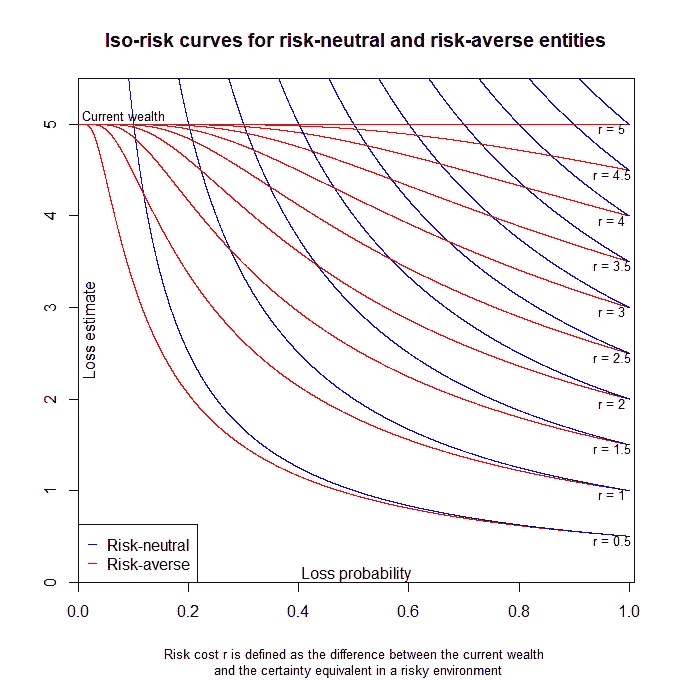 Iso-risk curves for risk-neutral and risk-averse entities
Current wealth
r = 5
r = 4.5
r = 4
r = 3.5
r = 3
r = 2.5
r = 2
r = 1.5
r = 1
r = 0.5
Loss estimate
5
4
3
2
1
0
Risk-neutral
Risk-averse
Loss probability
0.0 0.2 0.4 0.6 0.8 1.0
Risk cost r is defined as the difference between the current wealth
and the certainty equivalent in a risky environment